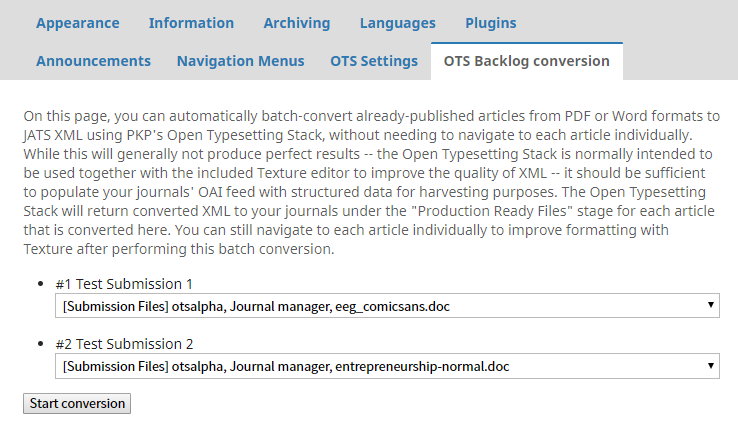 Appearance Information Archiving Languages Plugins
Announcements Navigation Menus OTS Settings OTS Backlog conversion
On this page, you can automatically batch-convert already-published articles from PDF or Word formats to
JATS XML using PKP's Open Typesetting Stack, without needing to navigate to each article individually.
While this will generally not produce perfect results -- the Open Typesetting Stack is normally intended to
be used together with the included Texture editor to improve the quality of XML -- it should be sufficient
to populate your journals' OAI feed with structured data for harvesting purposes. The Open Typesetting
Stack will return converted XML to your journals under the "Production Ready Files" stage for each article
that is converted here. You can still navigate to each article individually to improve formatting with
Texture after performing this batch conversion.
#1 Test Submission 1
[Submission Files] otsalpha, Journal manager, eeg_comicsans.doc
#2 Test Submission 2
[Submission Files] otsalpha, Journal manager, entrepreneurship-normal.doc
Start conversion